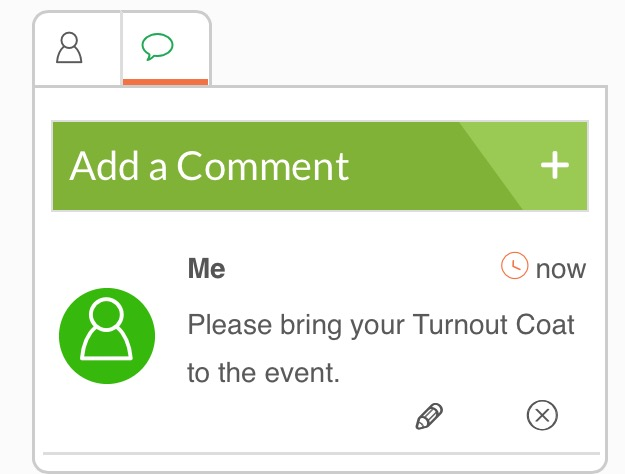 Add a Comment
Me
now
Please bring your Turnout Coat
to the event.